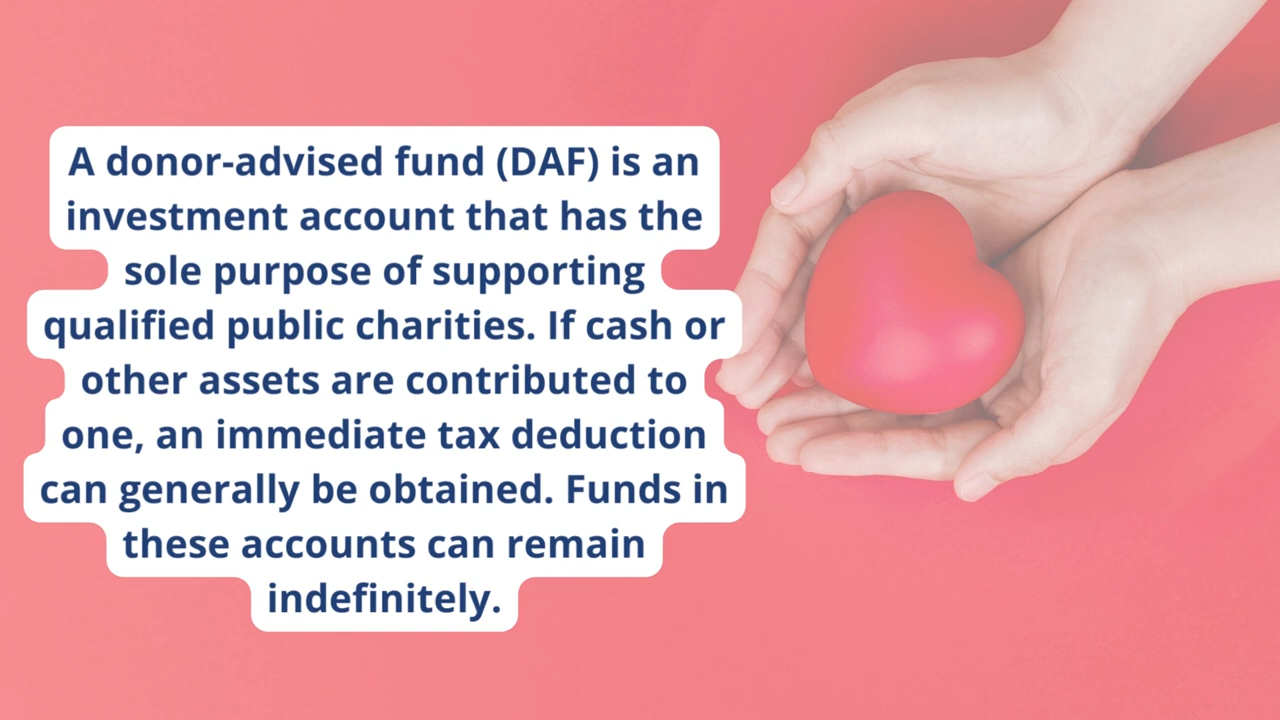 A donor-advised fund (DAF) is an
investment account that has the
sole purpose of supporting
qualified public charities. If cash or
other assets are contributed to
one, an immediate tax deduction
can generally be obtained. Funds in
these accounts can remain
indefinitely.